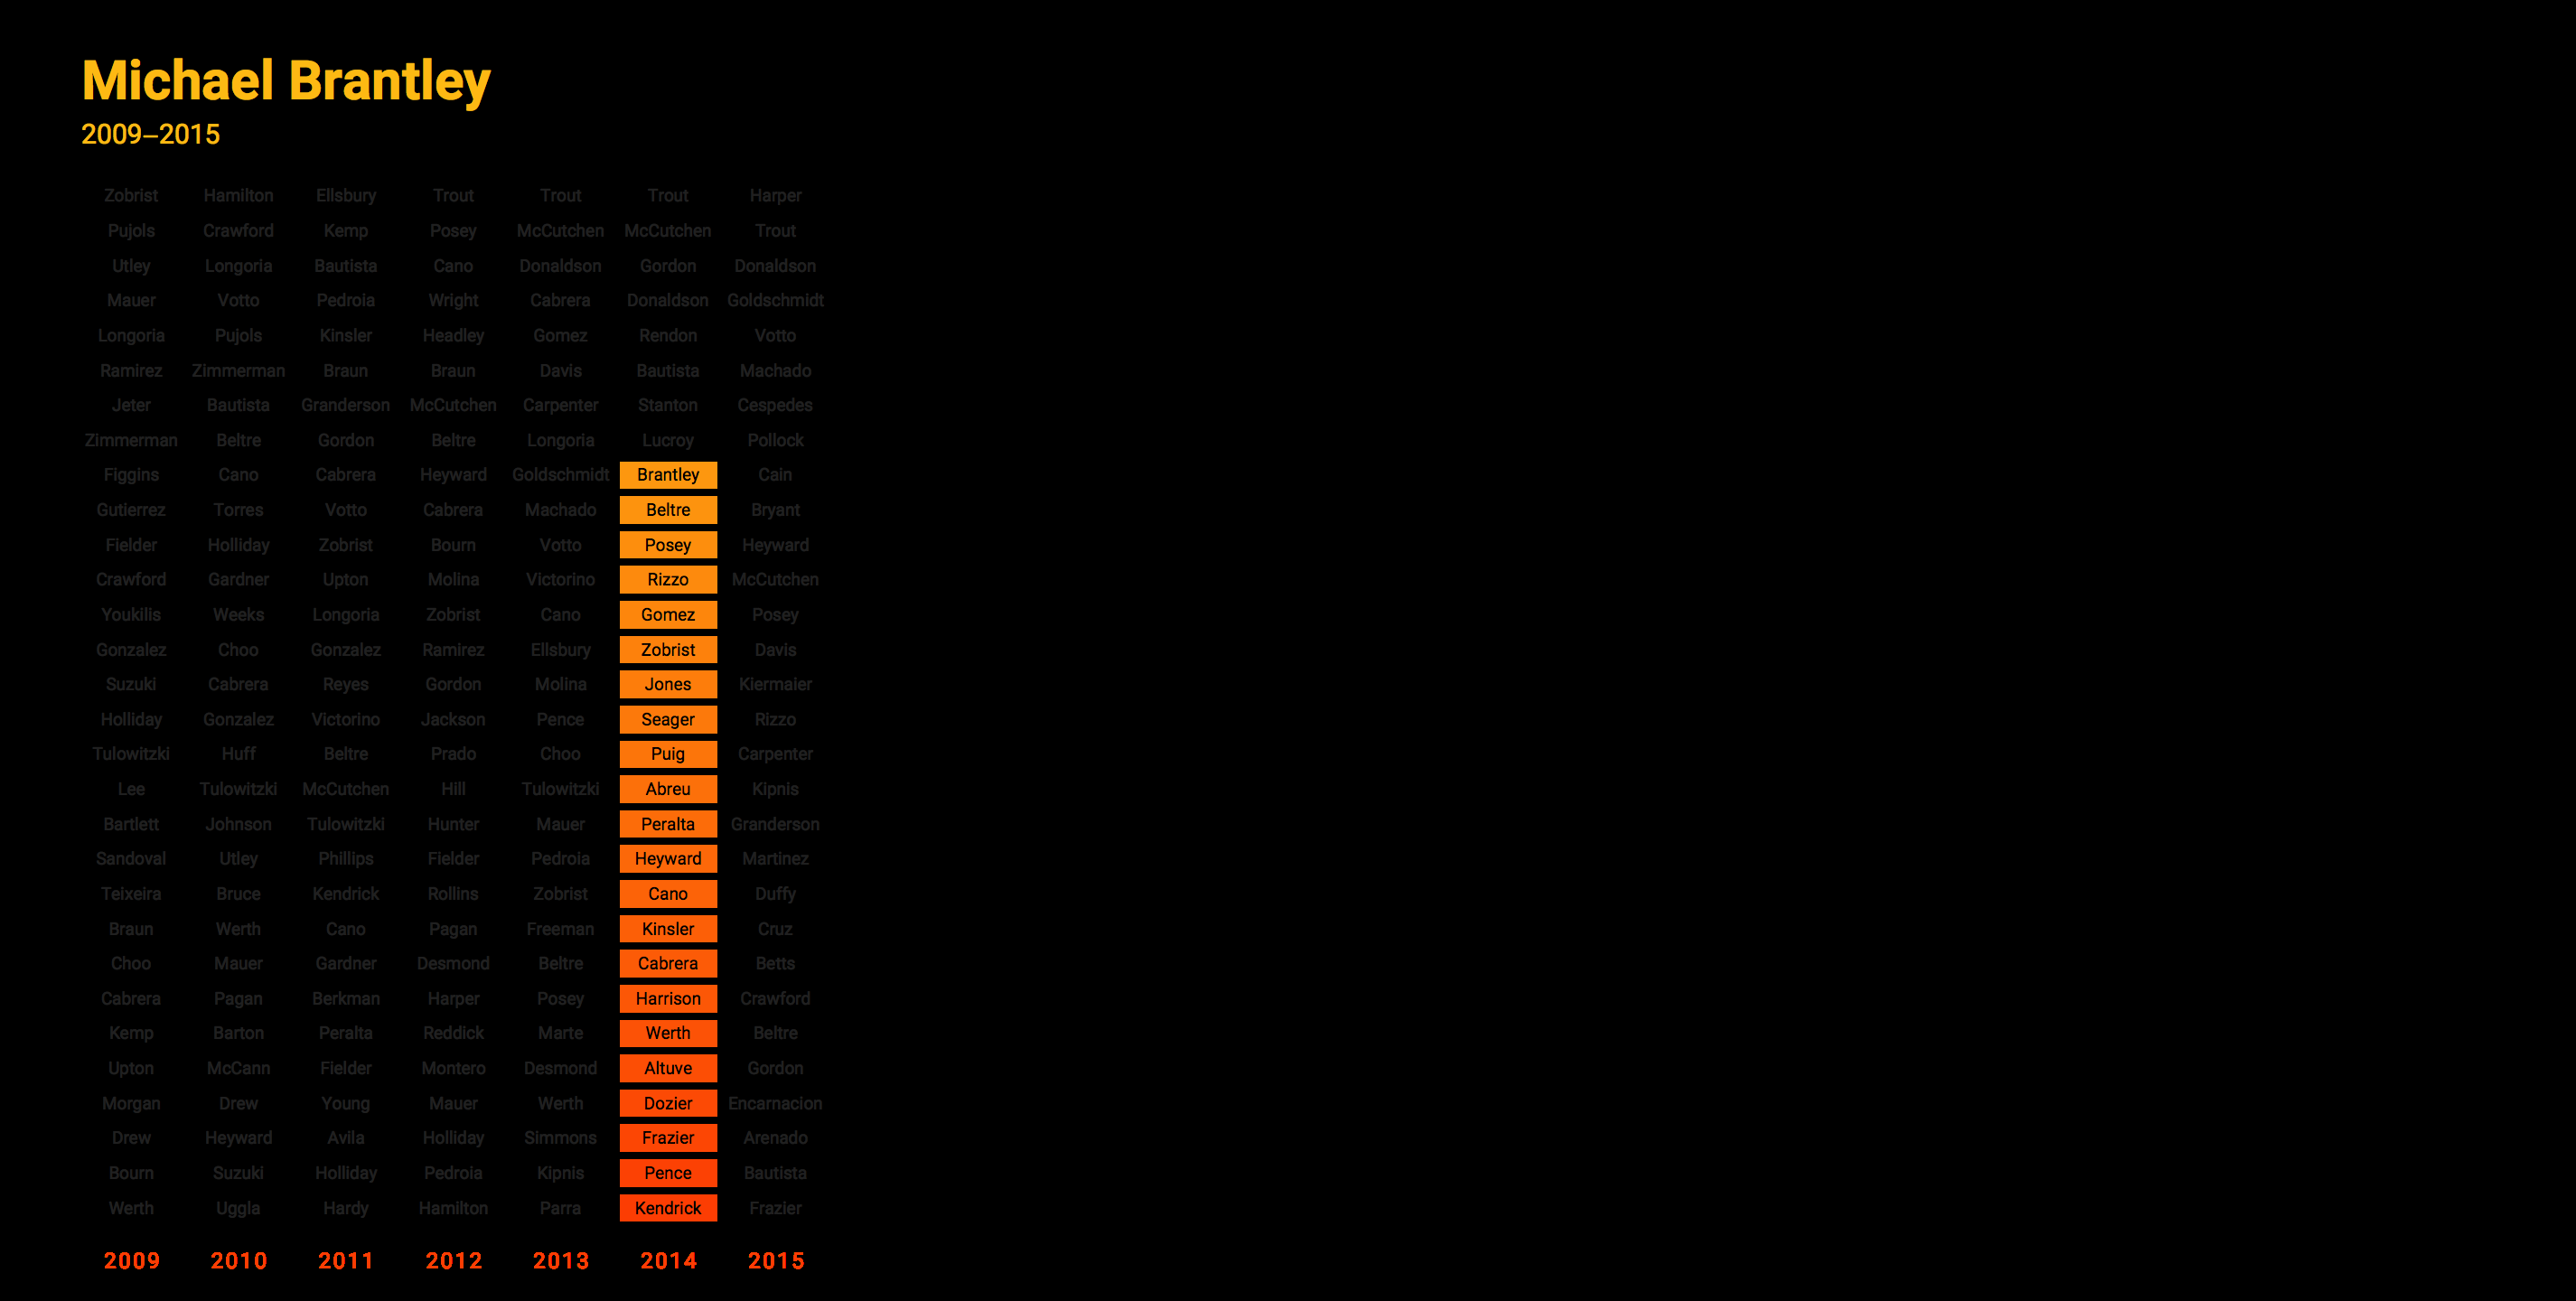 Michael Brantley
2009–2015
Zobrist Hamilton Ellsbury Trout Trout Trout Harper
Pujols Crawford Kemp Posey McCutchen McCutchen Trout
Utley Longoria Bautista Cano Donaldson Gordon Donaldson
Mauer Votto Pedroia Wright Cabrera Donaldson Goldschmidt
Longoria Pujols Kinsler Headley Gomez Rendon Votto
Ramirez Zimmerman Braun Braun Davis Bautista Machado
Jeter Bautista Granderson McCutchen Carpenter Stanton Cespedes
Zimmerman Beltre Gordon Beltre Longoria Lucroy Pollock
Figgins Cano Cabrera Heyward Goldschmidt Brantley Cain
Gutierrez Torres Votto Cabrera Machado Beltre Bryant
Fielder Holliday Zobrist Bourn Votto Posey Heyward
Crawford Gardner Upton Molina Victorino Rizzo McCutchen
Youkilis Weeks Longoria Zobrist Cano Gomez Posey
Gonzalez Choo Gonzalez Ramirez Ellsbury Zobrist Davis
Suzuki Cabrera Reyes Gordon Molina Jones Kiermaier
Holliday Gonzalez Victorino Jackson Pence Seager Rizzo
Tulowitzki Huff Beltre Prado Choo Puig Carpenter
Lee Tulowitzki McCutchen Hill Tulowitzki Abreu Kipnis
Bartlett Johnson Tulowitzki Hunter Mauer Peralta Granderson
Sandoval Utley Phillips Fielder Pedroia Heyward Martinez
Teixeira Bruce Kendrick Rollins Zobrist Cano Duffy
Braun Werth Cano Pagan Freeman Kinsler Cruz
Choo Mauer Gardner Desmond Beltre Cabrera Betts
Cabrera Pagan Berkman Harper Posey Harrison Crawford
Kemp Barton Peralta Reddick Marte Werth Beltre
Upton McCann Fielder Montero Desmond Altuve Gordon
Morgan Drew Young Mauer Werth Dozier Encarnacion
Drew Heyward Avila Holliday Simmons Frazier Arenado
Bourn Suzuki Holliday Pedroia Kipnis Pence Bautista
Werth Uggla Hardy Hamilton Parra Kendrick Frazier
2009 2010 2011 2012 2013 2014 2015